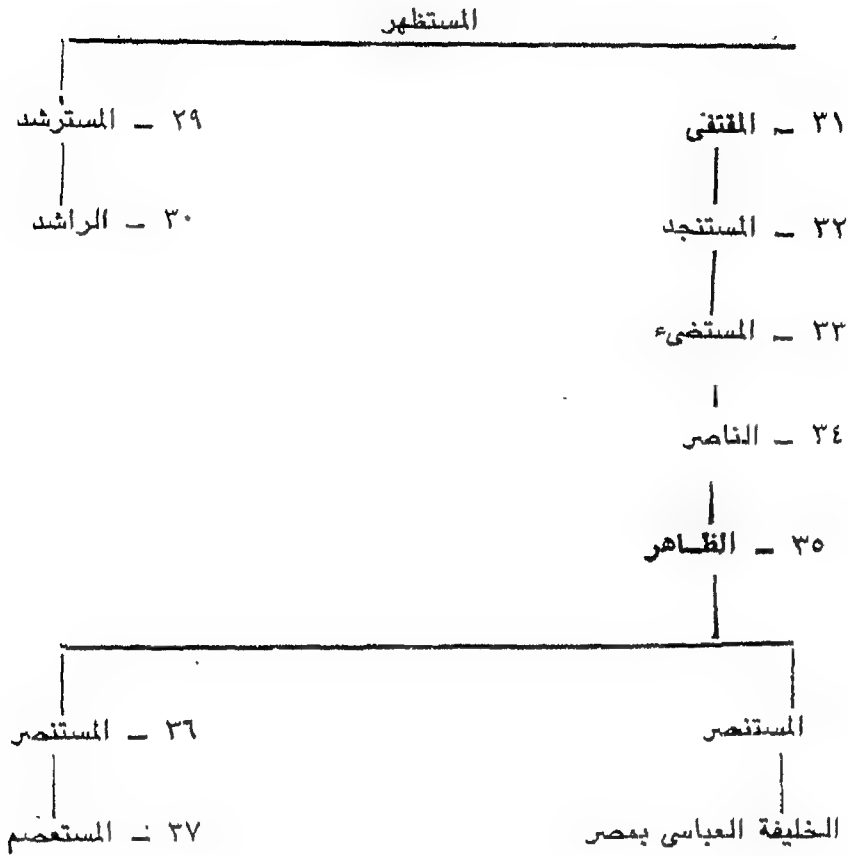 المستظهر
٣١ - المقتفى
٢٩ - المسترشد
٣٢ - المستنجد
٣٠ - الراشد
٣٣ - المستضىء
٣٤ - الناصر
٣٥ - الظاهر
المستنصر
٣٦ - المستنصر
الخليفة العباسى بمصر
٣٧ - المستعصم